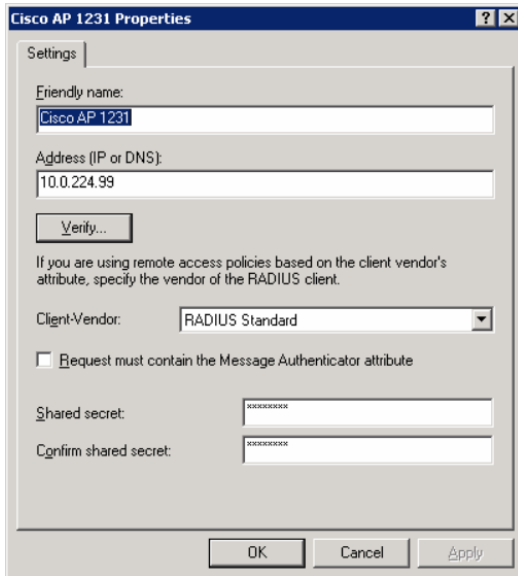 Cisco AP 1231 Properties
Settings
Friendly name:
Cisco AP 1231
Address (IP or DNS):
10.0.224.99
Verify...
If you are using remote access policies based on the client vendor's
attribute, specify the vendor of the RADIUS client.
Client-Vendor: RADIUS Standard
Request must contain the Message Authenticator attribute
Shared secret: xxxxxxxx
Confirm shared secret: xxxxxxxx
OK Cancel Apply